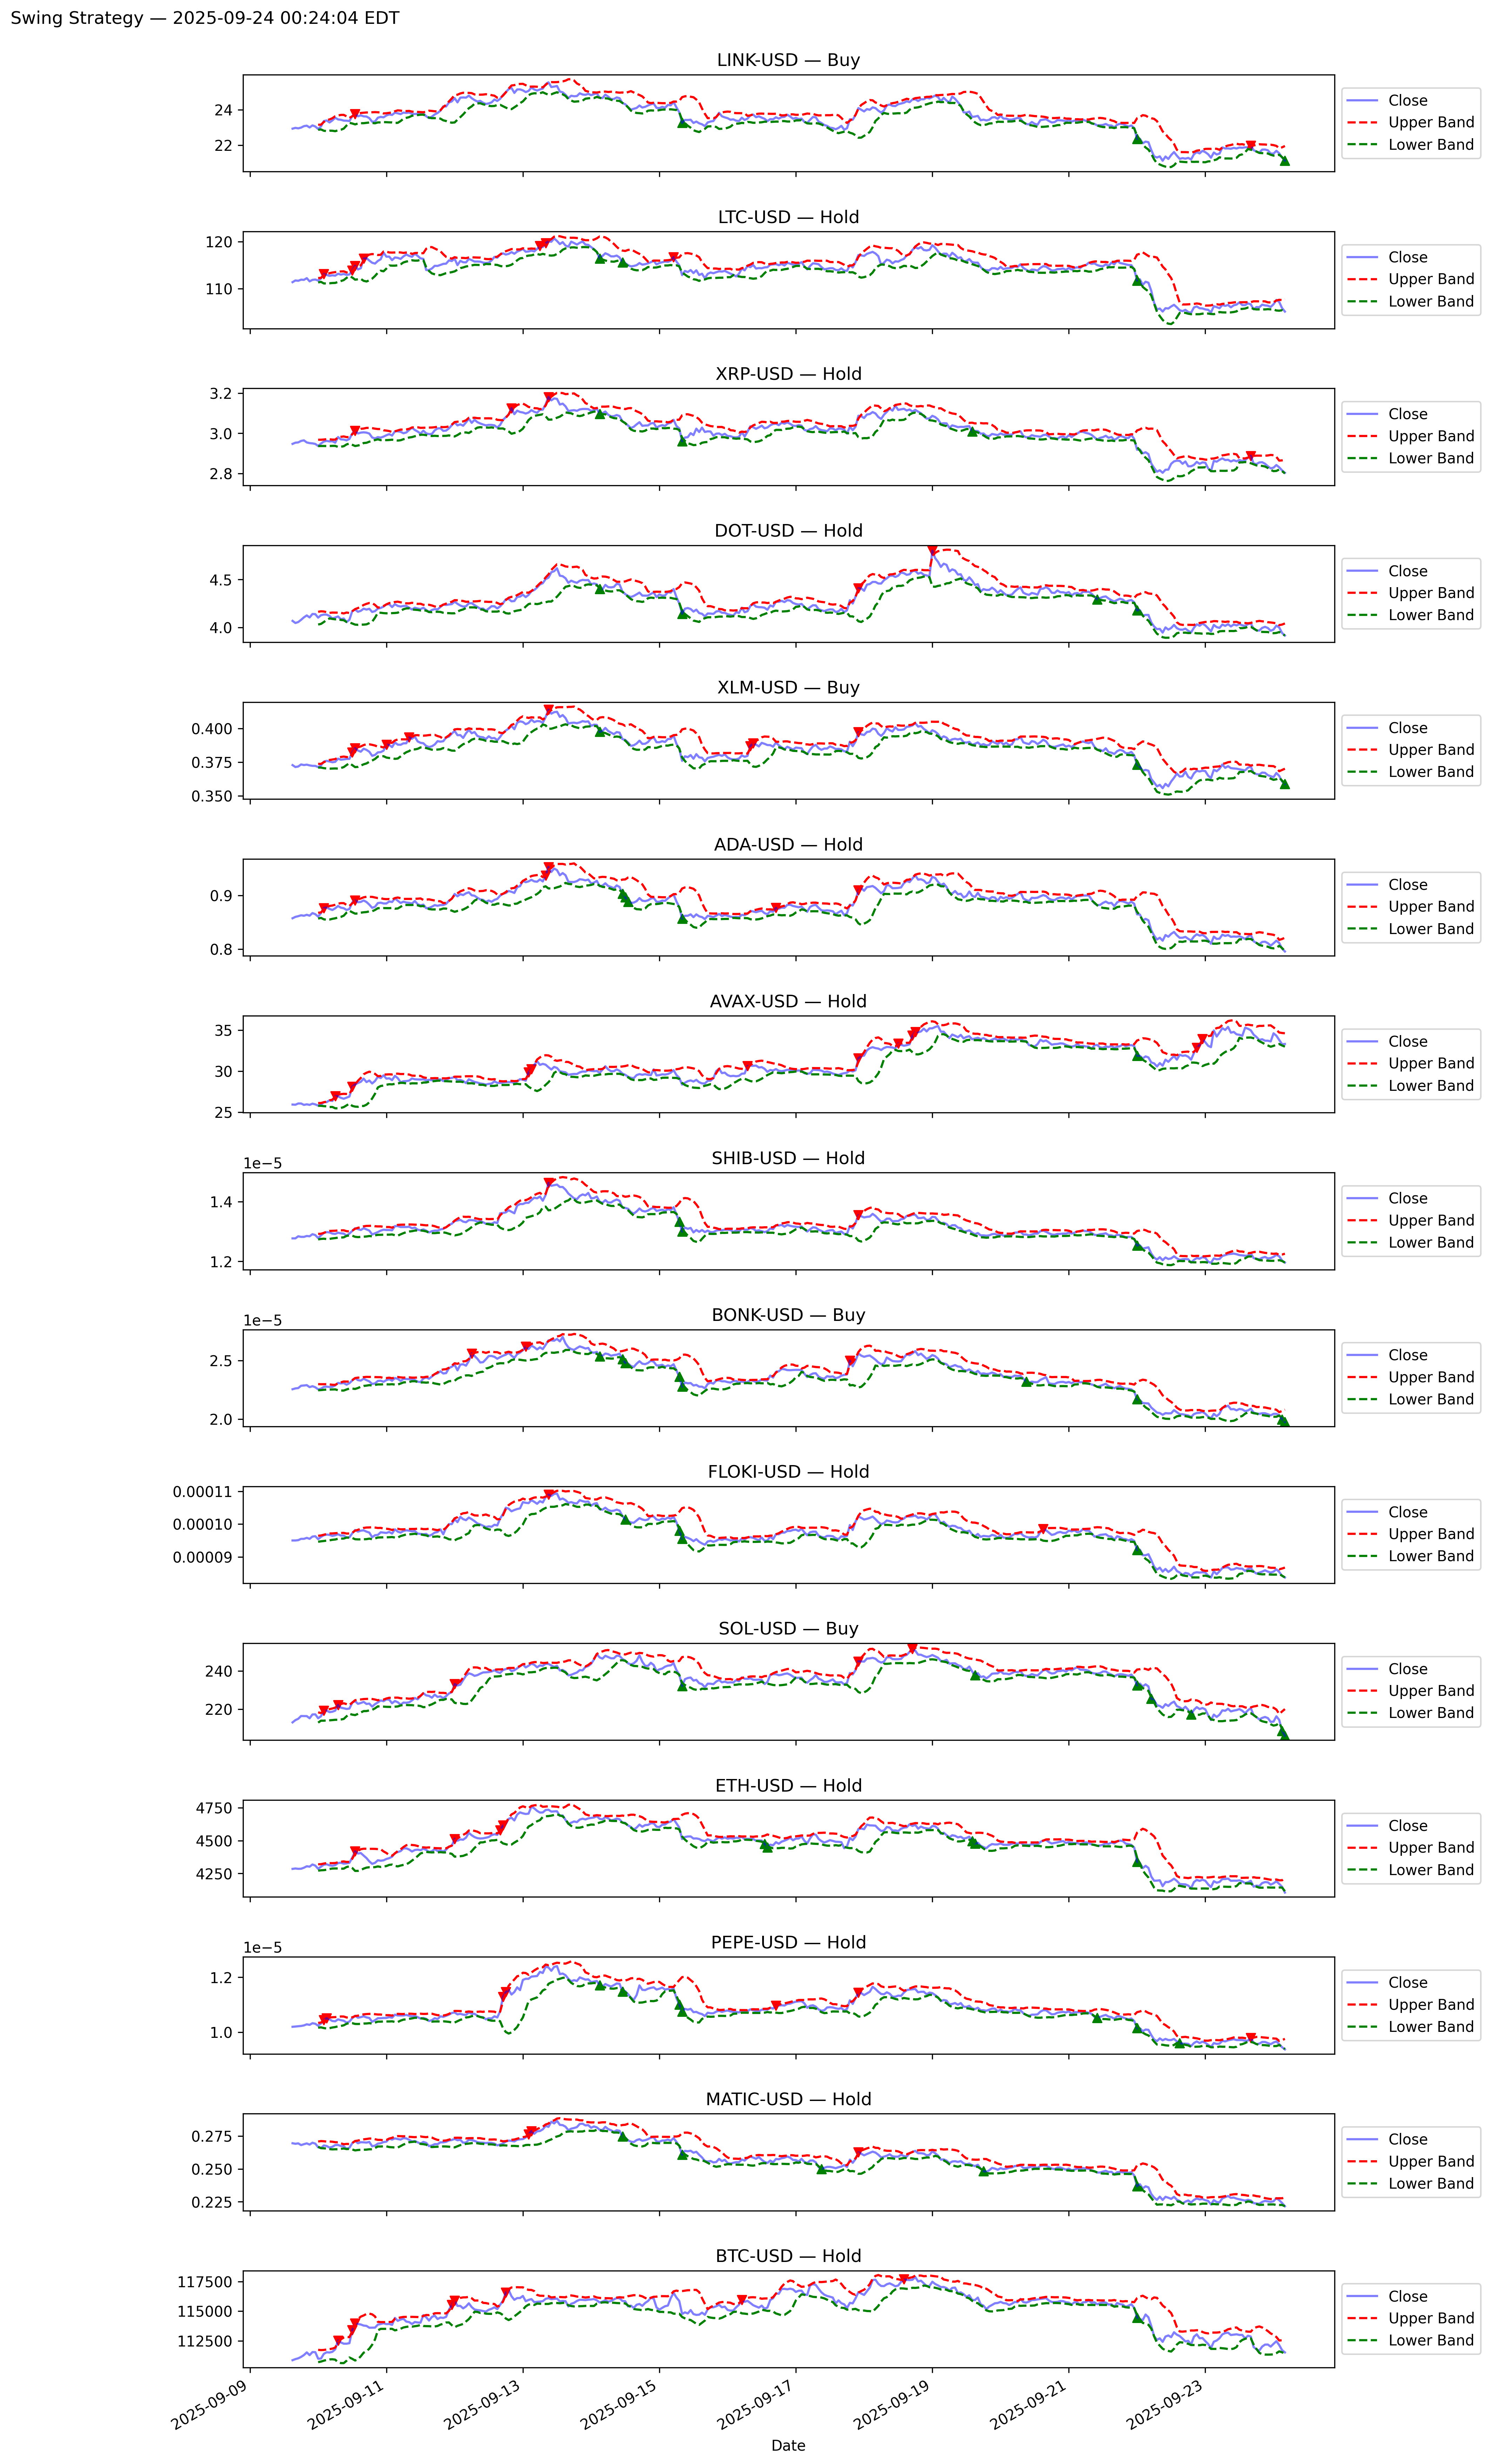 Swing Strategy — 2025-09-24 00:24:04 EDT
LINK-USD — Buy
24
22
Close
Upper Band
Lower Band
LTC-USD — Hold
120
110
Close
Upper Band
Lower Band
XRP-USD — Hold
3.2
3.0
2.8
Close
Upper Band
Lower Band
DOT-USD — Hold
4.5
4.0
Close
Upper Band
Lower Band
XLM-USD — Buy
0.400
0.375
0.350
Close
Upper Band
Lower Band
ADA-USD — Hold
0.9
0.8
Close
Upper Band
Lower Band
AVAX-USD — Hold
35
30
25
Close
Upper Band
Lower Band
SHIB-USD — Hold
1e−5
1.4
1.2
Close
Upper Band
Lower Band
BONK-USD — Buy
1e−5
2.5
2.0
Close
Upper Band
Lower Band
FLOKI-USD — Hold
0.00011
0.00010
0.00009
Close
Upper Band
Lower Band
SOL-USD — Buy
240
220
Close
Upper Band
Lower Band
ETH-USD — Hold
4750
4500
4250
Close
Upper Band
Lower Band
PEPE-USD — Hold
1e−5
1.2
1.0
Close
Upper Band
Lower Band
MATIC-USD — Hold
0.275
0.250
0.225
Close
Upper Band
Lower Band
BTC-USD — Hold
117500
115000
112500
Close
Upper Band
Lower Band
2025-09-09
2025-09-11
2025-09-13
2025-09-15
2025-09-17
2025-09-19
2025-09-21
2025-09-23
Date